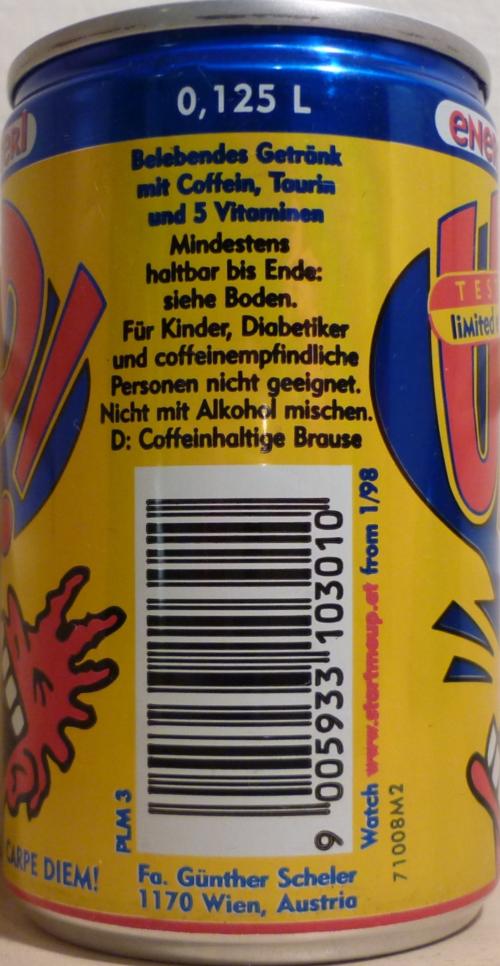 0,125 L
Belebendes Getränk
mit Coffein, Taurin
und 5 Vitaminen
Mindestens
haltbar bis Ende:
siehe Boden.
Für Kinder, Diabetiker
und coffeinempfindliche
Personen nicht geeignet.
Nicht mit Alkohol mischen.
D: Coffeinhaltige Brause
limited
9 005933 103010
Watch www.startmeup.at from 1/98
71008M2
PLM 3
CARPE DIEM!
Fa. Günther Scheler
1170 Wien, Austria